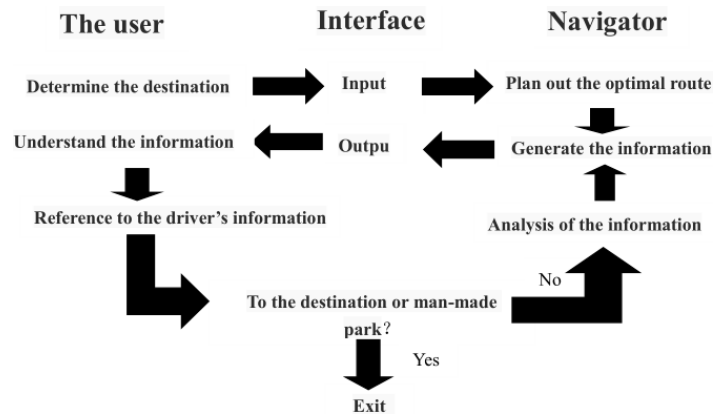 The user
Interface
Navigator
Determine the destination
Input
Plan out the optimal route
Understand the information
Outpu
Generate the information
Reference to the driver’s information
Analysis of the information
No
To the destination or man-made
park?
Yes
Exit